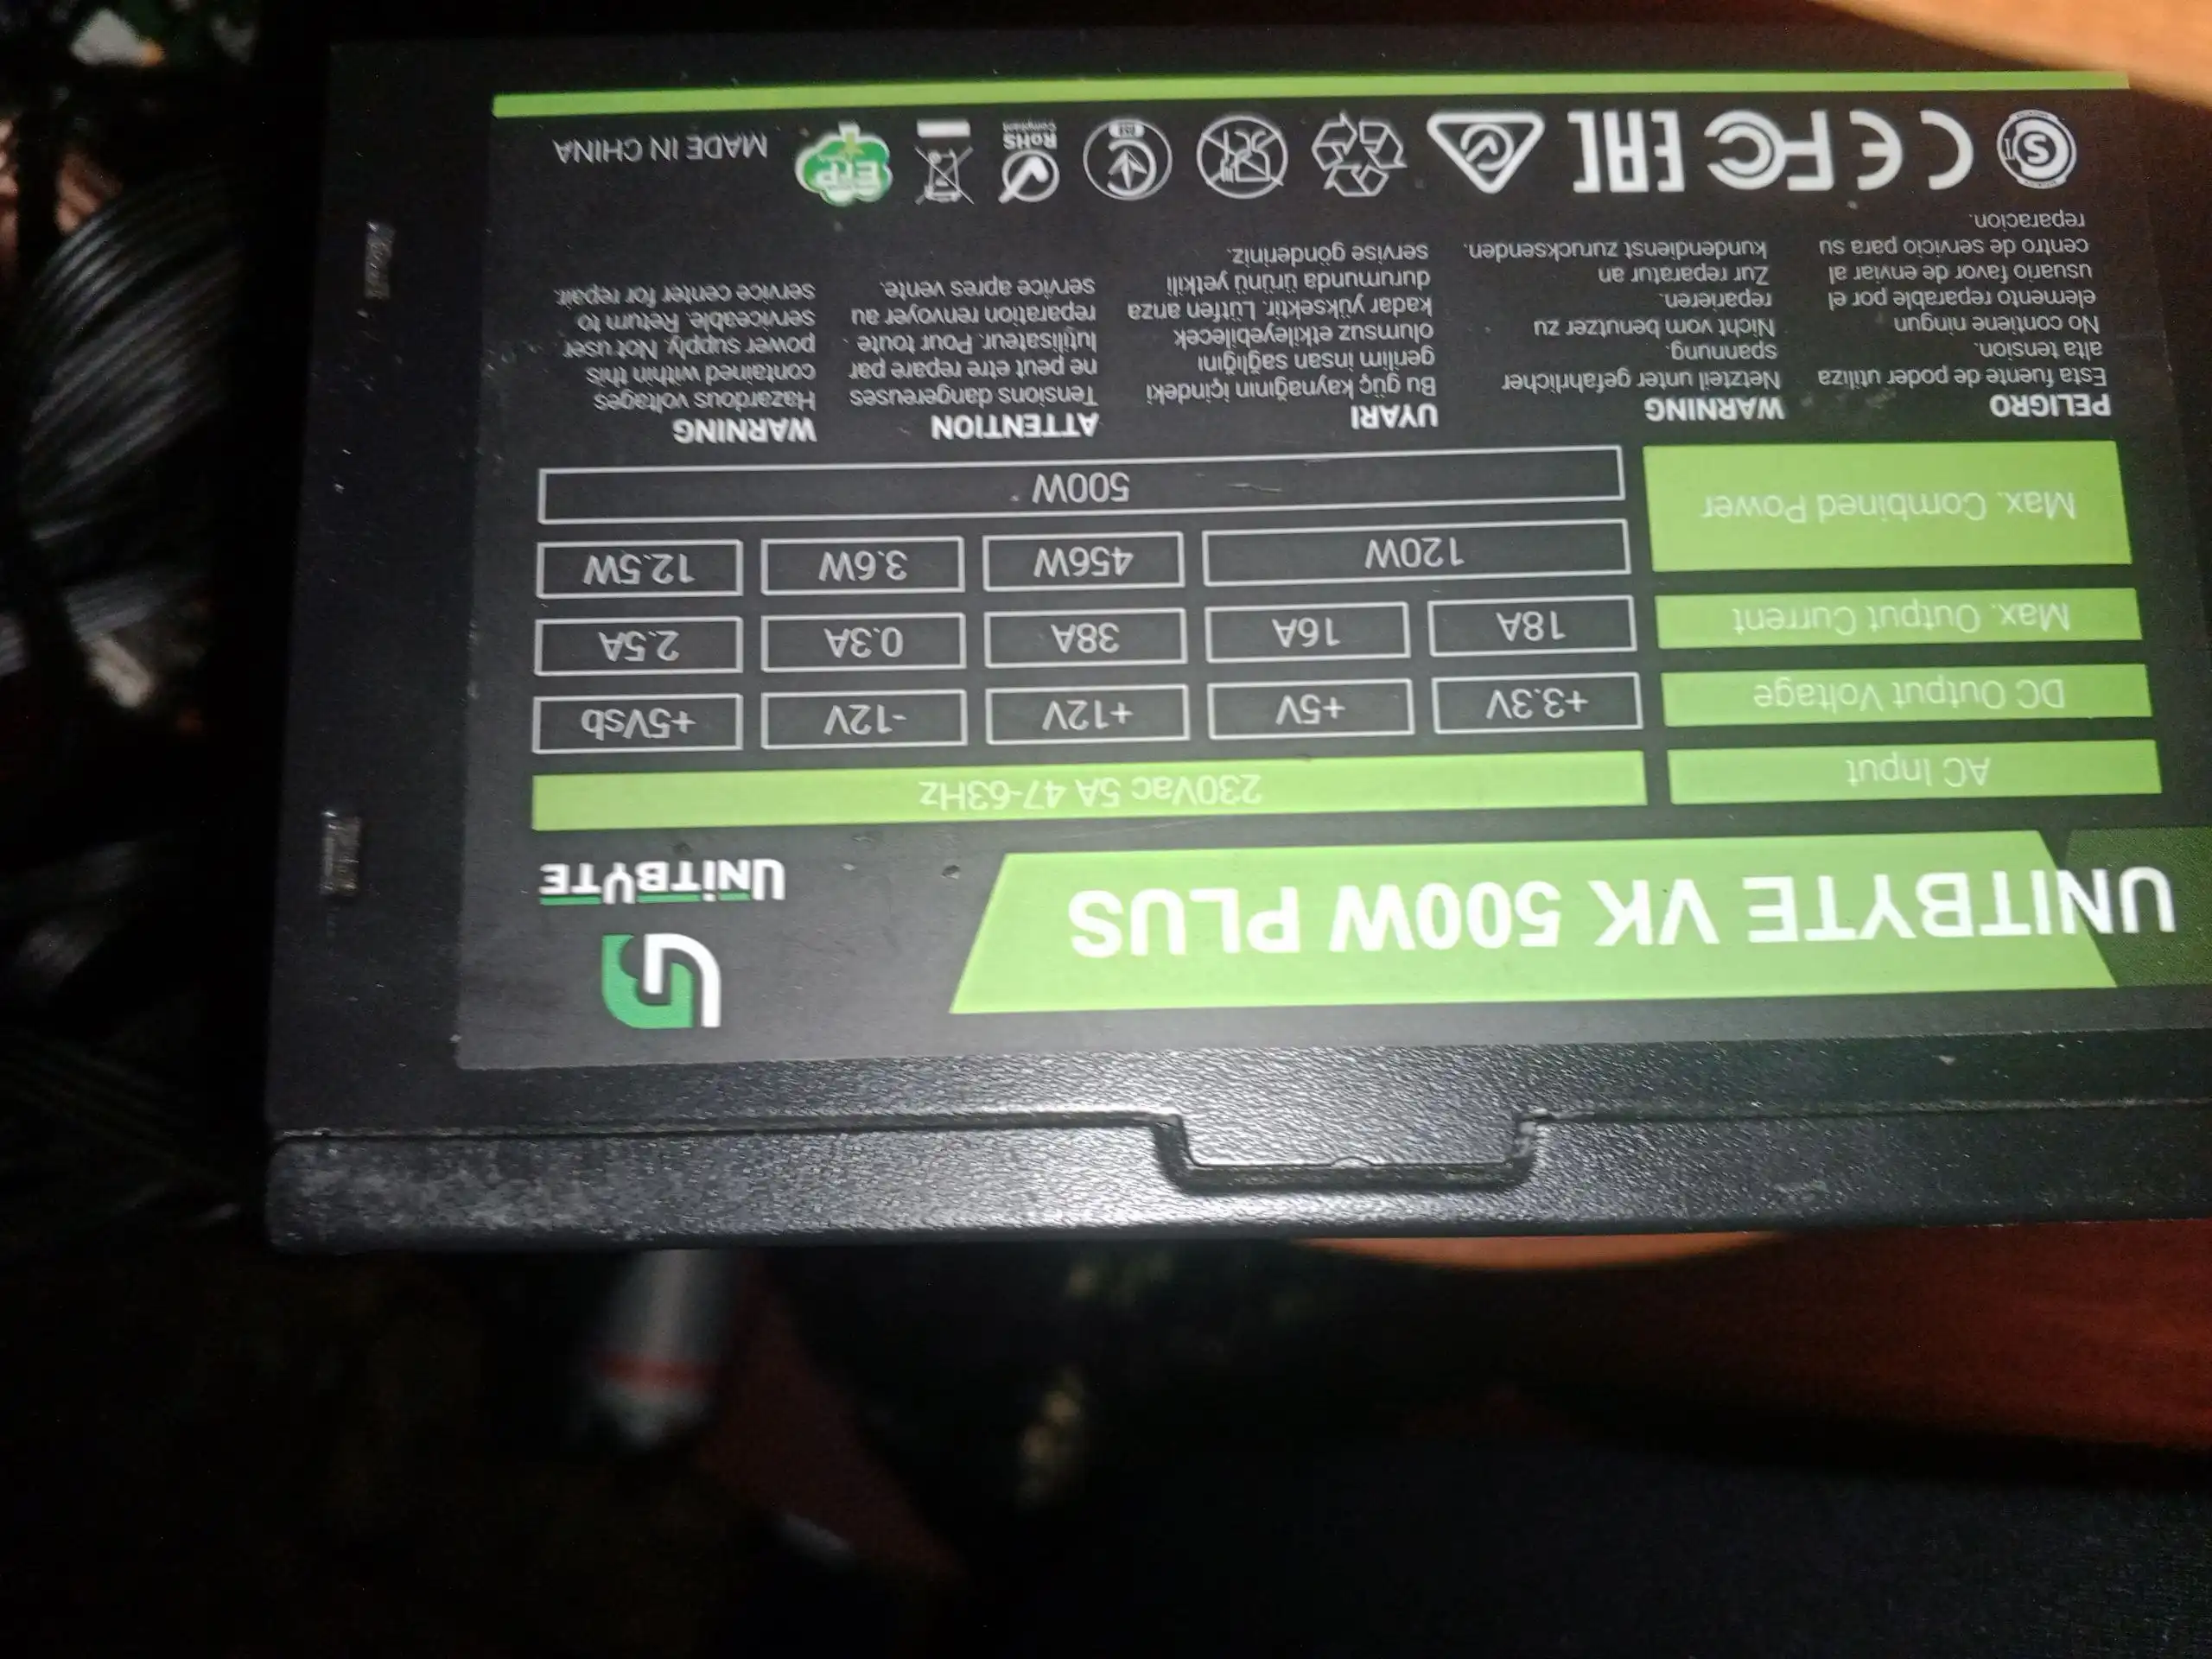 UNITBYTE VK 500W PLUS
UNITBYTE
AC Input 230Vac 5A 47-63Hz
DC Output Voltage +3.3V +5V +12V -12V +5Vsb
Max. Output Current 18A 16A 38A 0.3A 2.5A
Max. Combined Power 120W 456W 3.6W 12.5W
500W
PELIGRO
Esta fuente de poder utiliza
alta tension.
No contiene ningun
elemento reparable por el
usuario favor de enviar al
centro de servicio para su
reparacion.
WARNING
Netzteil unter gefahrlicher
spannung.
Nicht vom benutzer zu
reparieren.
Zur reparatur an
kundendienst zurucksenden.
UYARI
Bu güç kaynağının içindeki
gerilim insan sağlığını
olumsuz etkileyebilecek
kadar yüksektir. Lütfen arıza
durumunda ürünü yetkili
servise gönderiniz.
ATTENTION
Tensions dangereuses
ne peut etre repare par
lutilisateur. Pour toute
reparation renvoyer au
service apres vente.
WARNING
Hazardous voltages
contained within this
power supply. Not user
serviceable. Return to
service center for repair.
S CE FC EAC
RoHS
Compliant
ErP
MADE IN CHINA